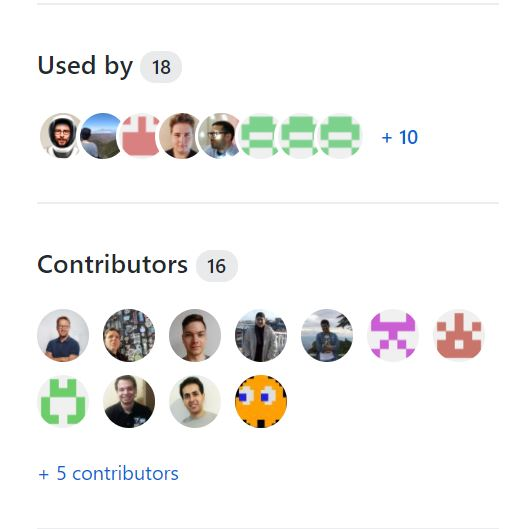 Used by 18
+ 10
Contributors 16
+ 5 contributors